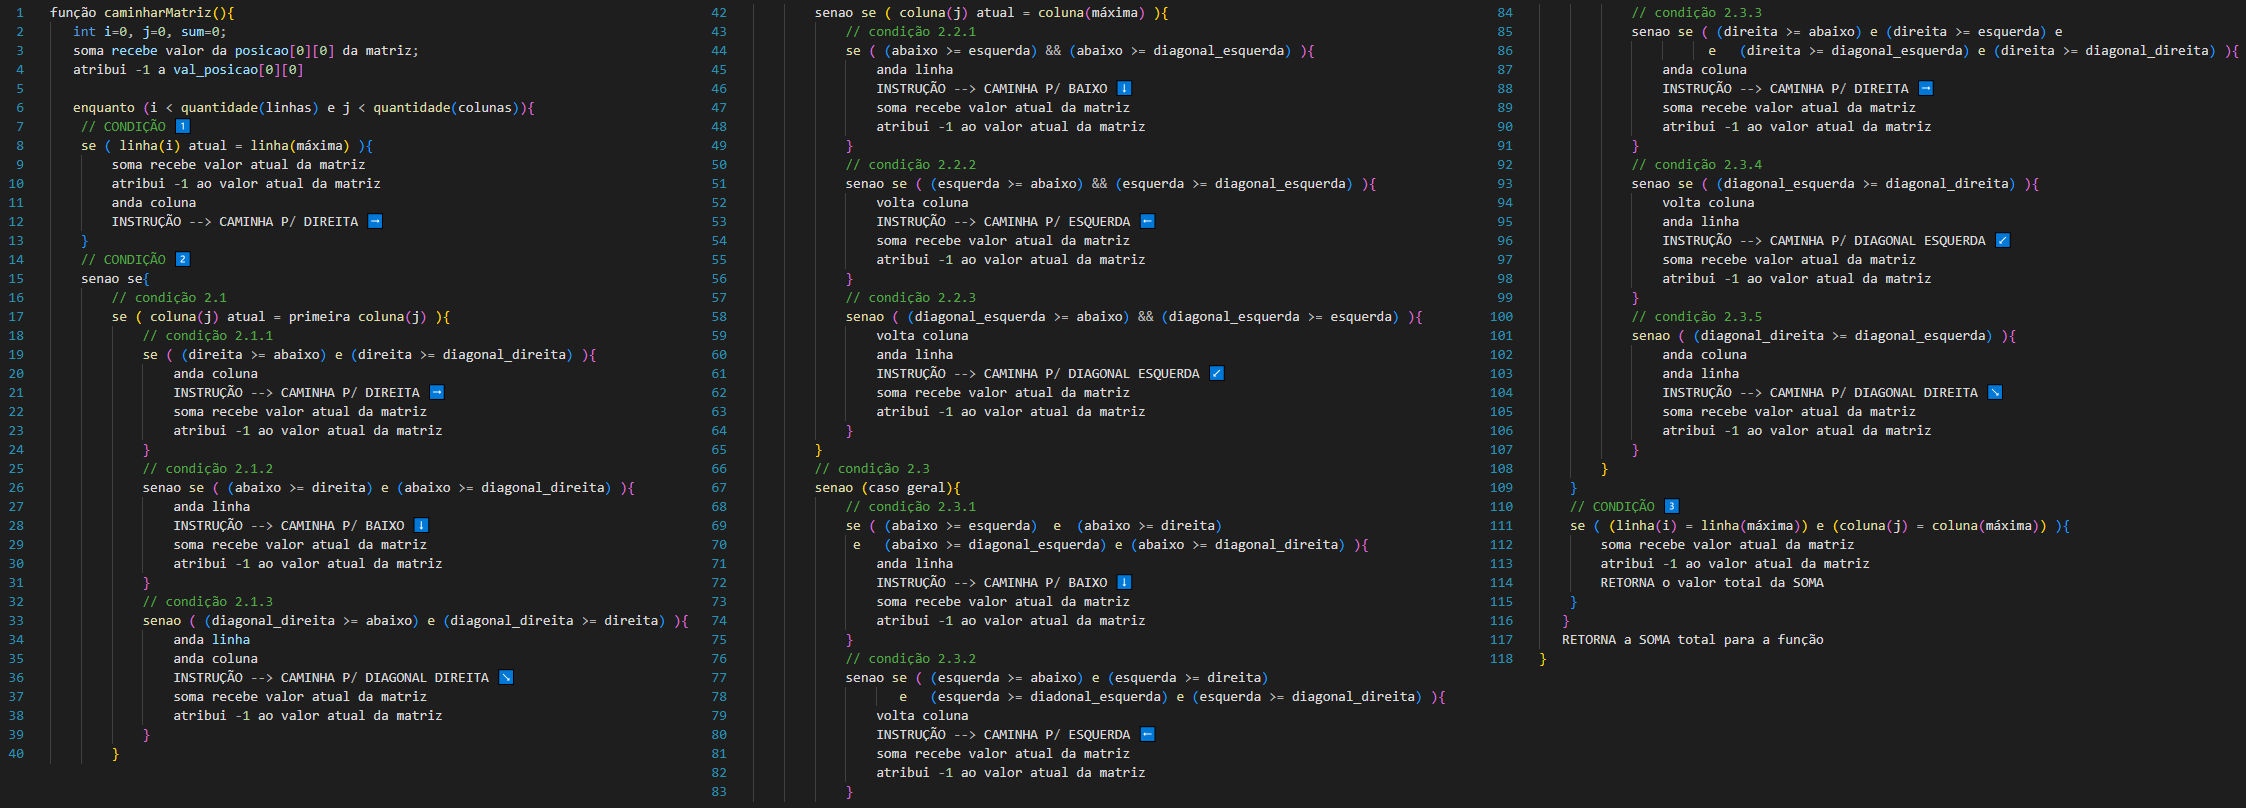 1 função caminharMatriz(){
2 int i=0, j=0, sum=0;
3 soma recebe valor da posicao[0][0] da matriz;
4 atribui -1 a val_posicao[0][0]
5
6 enquanto (i < quantidade(linhas) e j < quantidade(colunas)){
7 // CONDIÇÃO 1
8 se ( linha(i) atual = linha(máxima) ){
9 soma recebe valor atual da matriz
10 atribui -1 ao valor atual da matriz
11 anda coluna
12 INSTRUÇÃO --> CAMINHA P/ DIREITA ➡
13 }
14 // CONDIÇÃO 2
15 senao se{
16 // condição 2.1
17 se ( coluna(j) atual = primeira coluna(j) ){
18 // condição 2.1.1
19 se ( (direita >= abaixo) e (direita >= diagonal_direita) ){
20 anda coluna
21 INSTRUÇÃO --> CAMINHA P/ DIREITA ➡
22 soma recebe valor atual da matriz
23 atribui -1 ao valor atual da matriz
24 }
25 // condição 2.1.2
26 senao se ( (abaixo >= direita) e (abaixo >= diagonal_direita) ){
27 anda linha
28 INSTRUÇÃO --> CAMINHA P/ BAIXO ⬇
29 soma recebe valor atual da matriz
30 atribui -1 ao valor atual da matriz
31 }
32 // condição 2.1.3
33 senao ( (diagonal_direita >= abaixo) e (diagonal_direita >= direita) ){
34 anda linha
35 anda coluna
36 INSTRUÇÃO --> CAMINHA P/ DIAGONAL DIREITA ↘
37 soma recebe valor atual da matriz
38 atribui -1 ao valor atual da matriz
39 }
40 }
42 senao se ( coluna(j) atual = coluna(máxima) ){
43 // condição 2.2.1
44 se ( (abaixo >= esquerda) && (abaixo >= diagonal_esquerda) ){
45 anda linha
46 INSTRUÇÃO --> CAMINHA P/ BAIXO ⬇
47 soma recebe valor atual da matriz
48 atribui -1 ao valor atual da matriz
49 }
50 // condição 2.2.2
51 senao se ( (esquerda >= abaixo) && (esquerda >= diagonal_esquerda) ){
52 volta coluna
53 INSTRUÇÃO --> CAMINHA P/ ESQUERDA ⬅
54 soma recebe valor atual da matriz
55 atribui -1 ao valor atual da matriz
56 }
57 // condição 2.2.3
58 senao ( (diagonal_esquerda >= abaixo) && (diagonal_esquerda >= esquerda) ){
59 volta coluna
60 anda linha
61 INSTRUÇÃO --> CAMINHA P/ DIAGONAL ESQUERDA ↙
62 soma recebe valor atual da matriz
63 atribui -1 ao valor atual da matriz
64 }
65 }
66 // condição 2.3
67 senao (caso geral){
68 // condição 2.3.1
69 se ( (abaixo >= esquerda) e (abaixo >= direita)
70 e (abaixo >= diagonal_esquerda) e (abaixo >= diagonal_direita) ){
71 anda linha
72 INSTRUÇÃO --> CAMINHA P/ BAIXO ⬇
73 soma recebe valor atual da matriz
74 atribui -1 ao valor atual da matriz
75 }
76 // condição 2.3.2
77 senao se ( (esquerda >= abaixo) e (esquerda >= direita)
78 e (esquerda >= diadonal_esquerda) e (esquerda >= diagonal_direita) ){
79 volta coluna
80 INSTRUÇÃO --> CAMINHA P/ ESQUERDA ⬅
81 soma recebe valor atual da matriz
82 atribui -1 ao valor atual da matriz
83 }
84 // condição 2.3.3
85 senao se ( (direita >= abaixo) e (direita >= esquerda) e
86 e (direita >= diagonal_esquerda) e (direita >= diagonal_direita) ){
87 anda coluna
88 INSTRUÇÃO --> CAMINHA P/ DIREITA ➡
89 soma recebe valor atual da matriz
90 atribui -1 ao valor atual da matriz
91 }
92 // condição 2.3.4
93 senao se ( (diagonal_esquerda >= diagonal_direita) ){
94 volta coluna
95 anda linha
96 INSTRUÇÃO --> CAMINHA P/ DIAGONAL ESQUERDA ↙
97 soma recebe valor atual da matriz
98 atribui -1 ao valor atual da matriz
99 }
100 // condição 2.3.5
101 senao ( (diagonal_direita >= diagonal_esquerda) ){
102 anda coluna
103 anda linha
104 INSTRUÇÃO --> CAMINHA P/ DIAGONAL DIREITA ↘
105 soma recebe valor atual da matriz
106 atribui -1 ao valor atual da matriz
107 }
108 }
109 }
110 // CONDIÇÃO 3
111 se ( (linha(i) = linha(máxima)) e (coluna(j) = coluna(máxima)) ){
112 soma recebe valor atual da matriz
113 atribui -1 ao valor atual da matriz
114 RETORNA o valor total da SOMA
115 }
116 }
117 RETORNA a SOMA total para a função
118 }